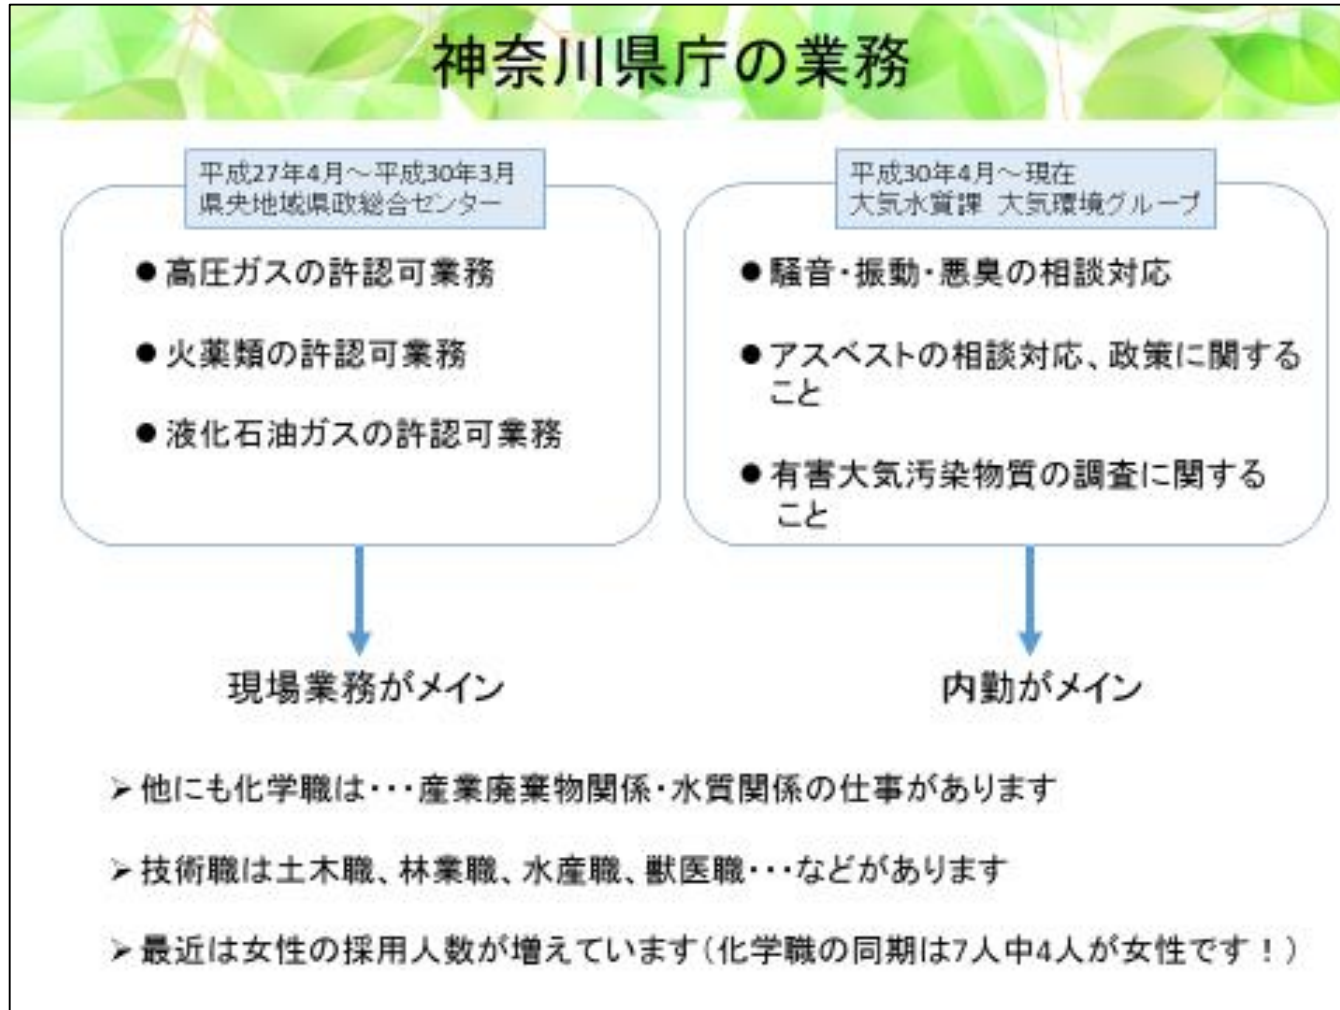 神奈川県庁の業務
平成27年4月～平成30年3月
県央地域県政総合センター
●高圧ガスの許認可業務
●火薬類の許認可業務
●液化石油ガスの許認可業務
平成30年4月～現在
大気水質課 大気環境グループ
●騒音・振動・悪臭の相談対応
●アスベストの相談対応、政策に関する
こと
●有害大気汚染物質の調査に関する
こと
現場業務がメイン
内勤がメイン
➢他にも化学職は・・・産業廃棄物関係・水質関係の仕事があります
➢技術職は土木職、林業職、水産職、獣医職・・・などがあります
➢最近は女性の採用人数が増えています（化学職の同期は7人中4人が女性です！）